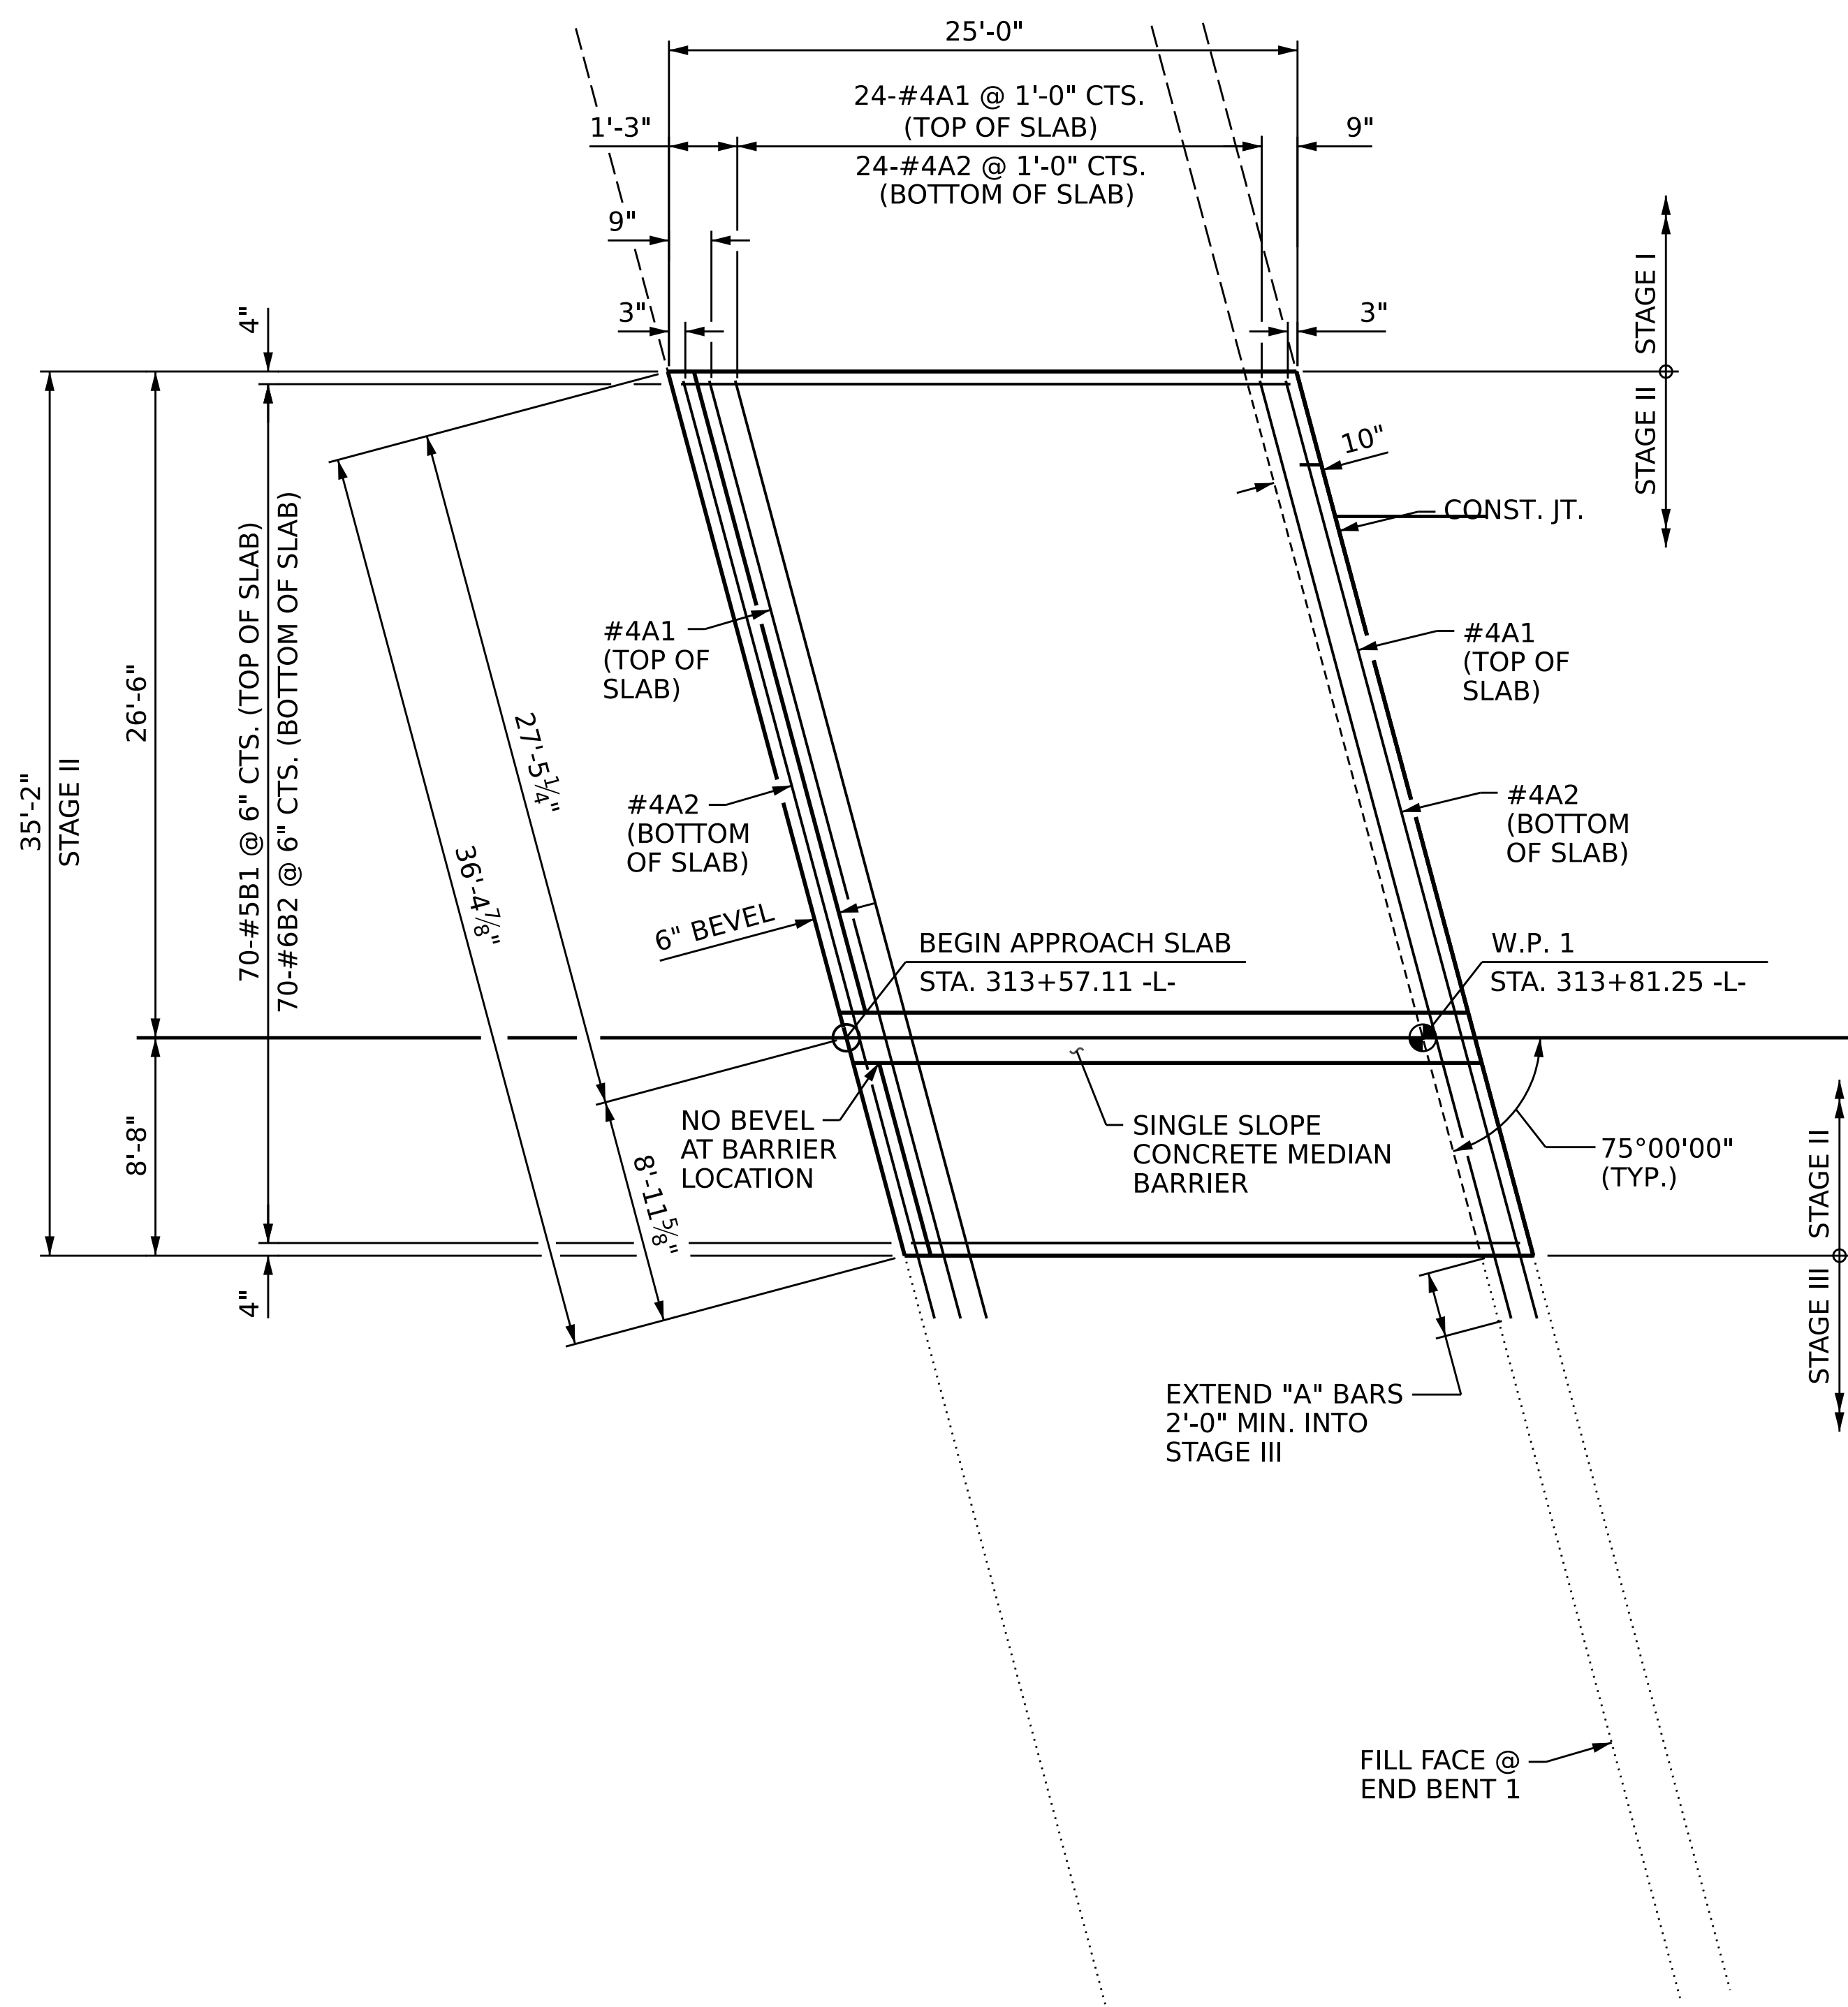 25'-0"
24-#4A1 @ 1'-0" CTS.
(TOP OF SLAB)
1'-3"
9"
24-#4A2 @ 1'-0" CTS.
(BOTTOM OF SLAB)
9"
3"
3"
4"
STAGE I
STAGE II
10"
CONST. JT.
#4A1
(TOP OF
SLAB)
#4A1
(TOP OF
SLAB)
35'-2"
STAGE II
26'-6"
70-#5B1 @ 6" CTS. (TOP OF SLAB)
70-#6B2 @ 6" CTS. (BOTTOM OF SLAB)
27'-5¼"
36'-4⅞"
#4A2
(BOTTOM
OF SLAB)
#4A2
(BOTTOM
OF SLAB)
6" BEVEL
BEGIN APPROACH SLAB
STA. 313+57.11 -L-
W.P. 1
STA. 313+81.25 -L-
8'-8"
8'-11⅝"
NO BEVEL
AT BARRIER
LOCATION
SINGLE SLOPE
CONCRETE MEDIAN
BARRIER
75°00'00"
(TYP.)
STAGE II
STAGE III
4"
EXTEND "A" BARS
2'-0" MIN. INTO
STAGE III
FILL FACE @
END BENT 1